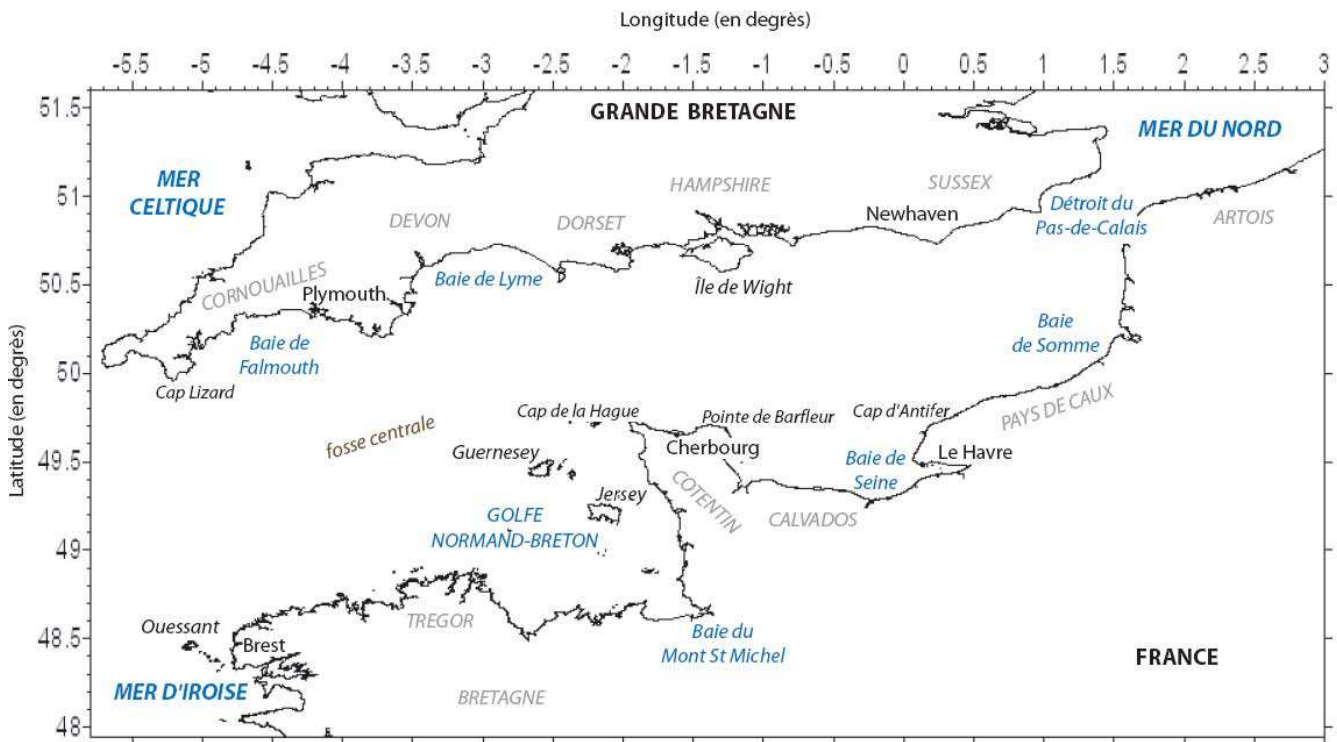 Longitude (en degrès)
-5.5 -5 -4.5 -4 -3.5 -3 -2.5 -2 -1.5 -1 -0.5 0 0.5 1 1.5 2 2.5 3
Latitude (en degrès)
51.5
51
50.5
50
49.5
49
48.5
48
GRANDE BRETAGNE
MER DU NORD
MER
CELTIQUE
HAMPSHIRE
SUSSEX
DEVON
DORSET
Newhaven
Détroit du
Pas-de-Calais
ARTOIS
CORNOUAILLES
Plymouth
Baie de Lyme
Île de Wight
Baie de
Falmouth
Baie
de Somme
Cap Lizard
Cap de la Hague
Pointe de Barfleur
Cap d'Antifer
PAYS DE CAUX
fosse centrale
Guernesey
Cherbourg
Baie de
Seine
Le Havre
Jersey
COTENTIN
CALVADOS
GOLFE
NORMAND-BRETON
TREGOR
Ouessant
Brest
Baie du
Mont St Michel
FRANCE
MER D'IROISE
BRETAGNE